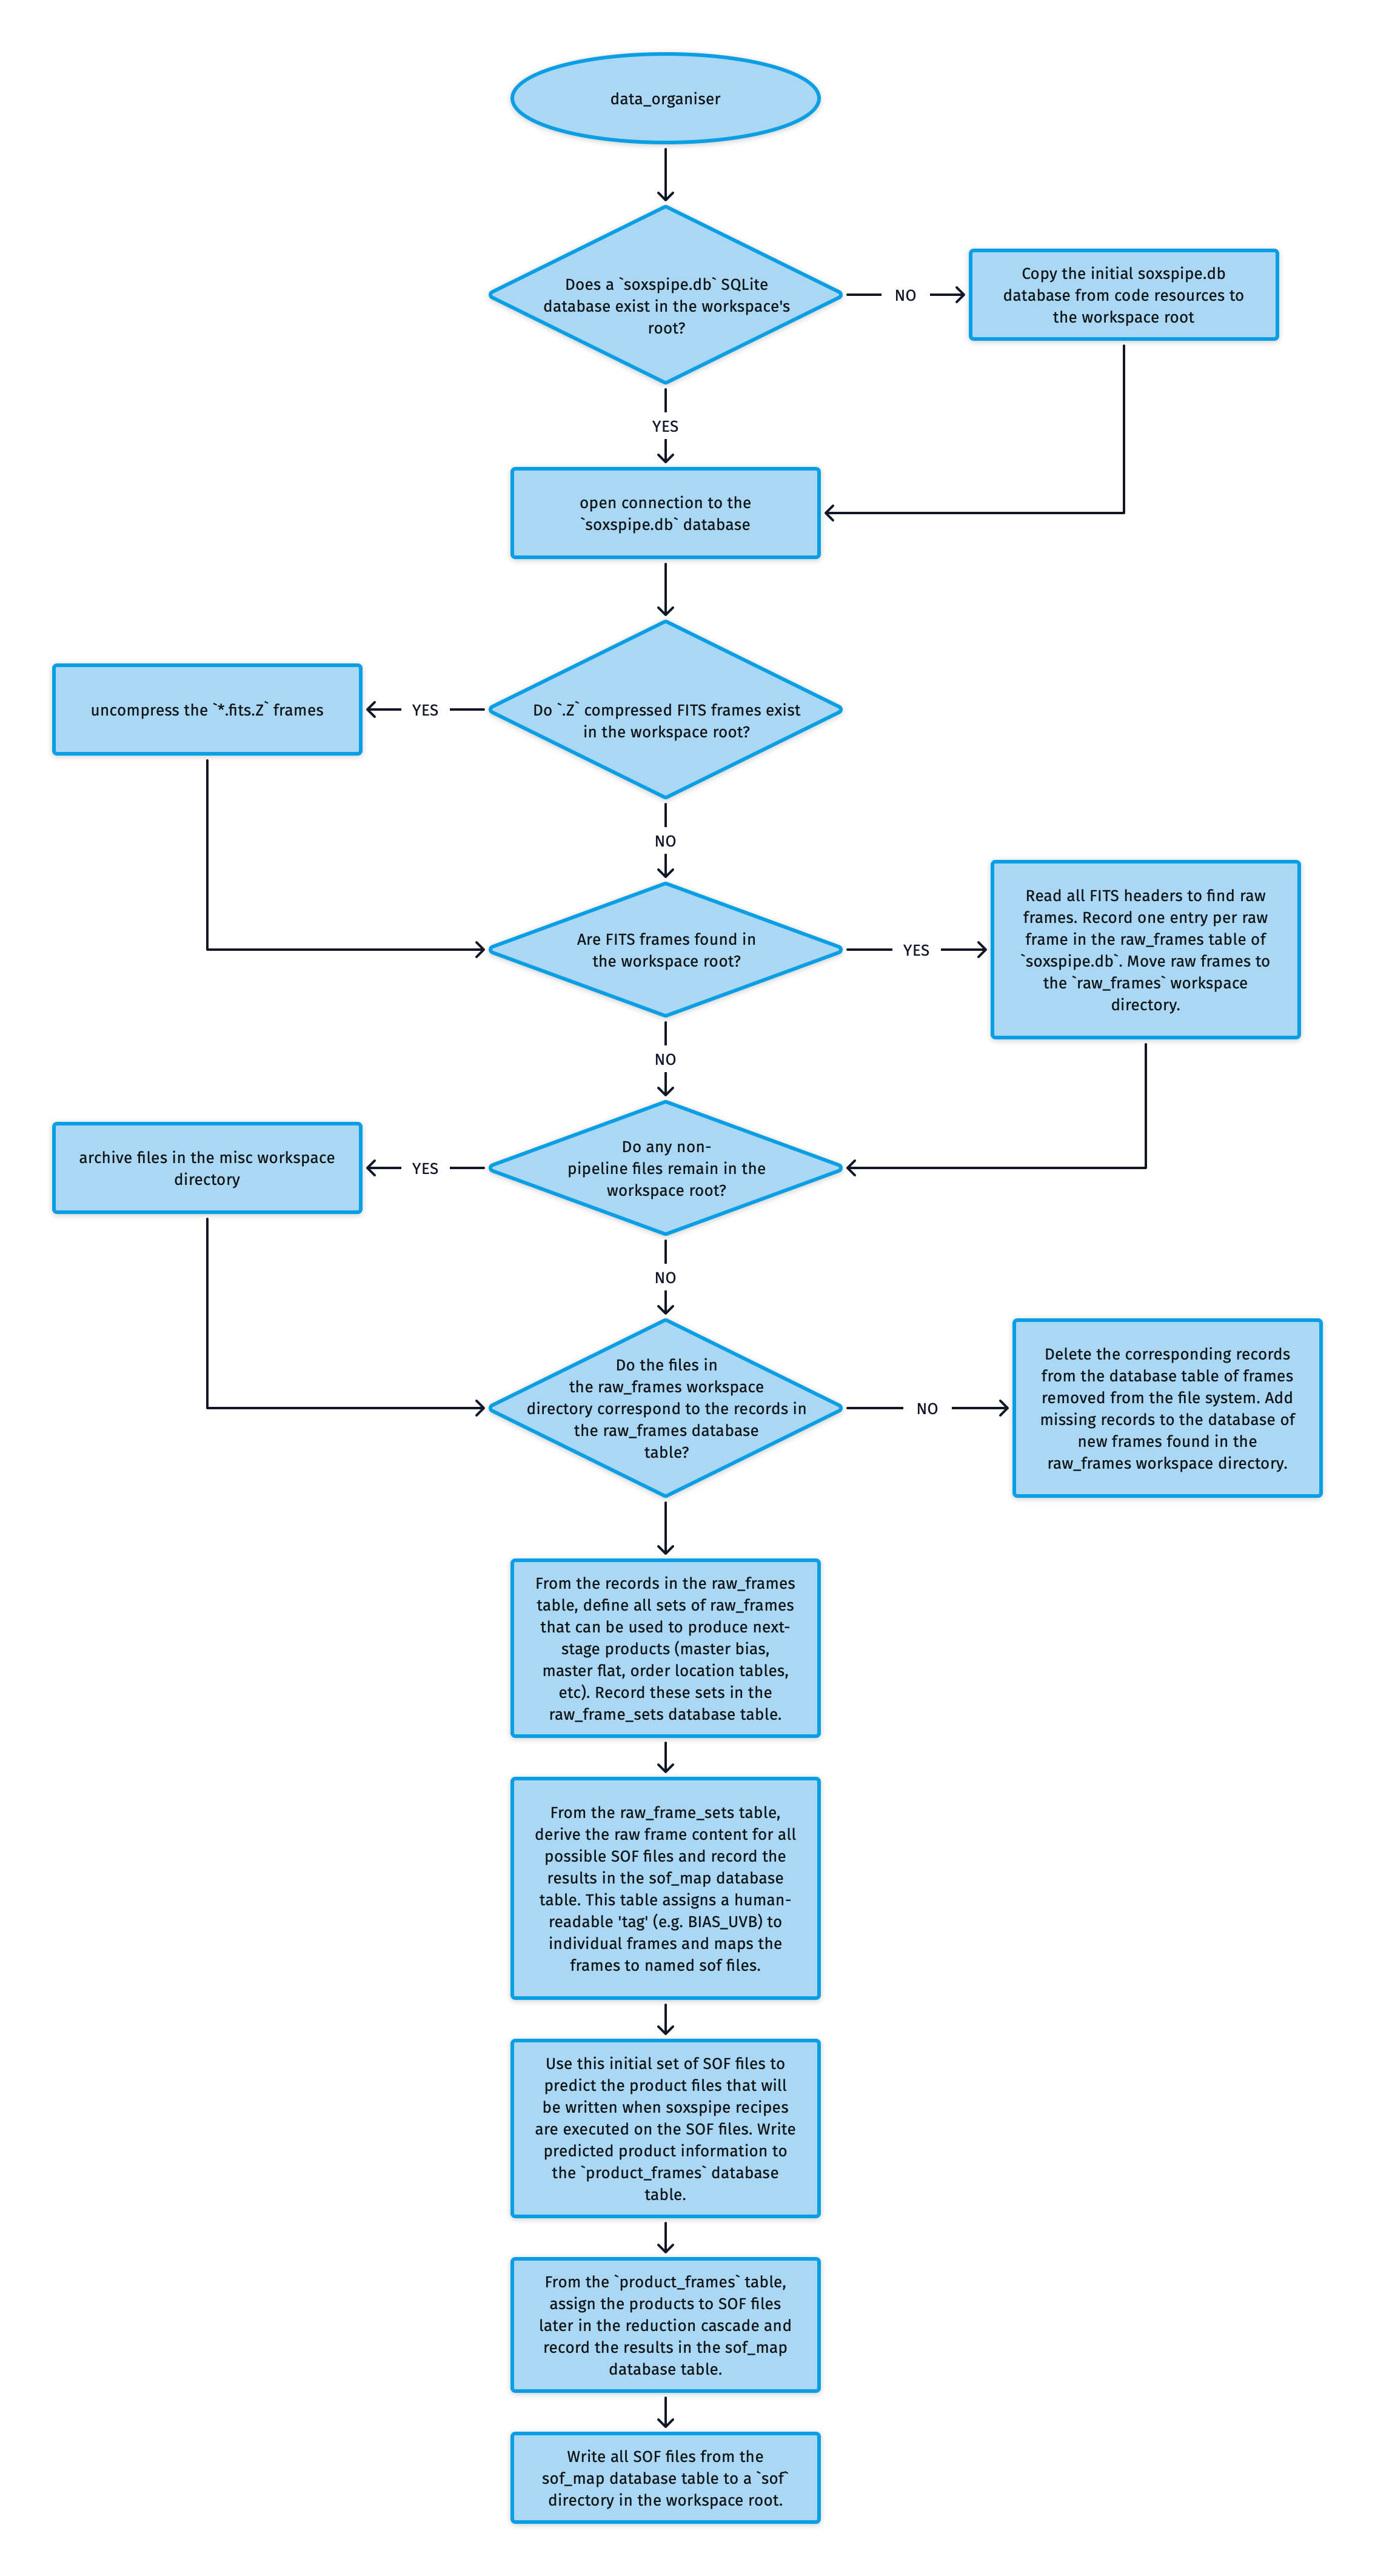 data_organiser
Does a `soxspipe.db` SQLite
database exist in the workspace's
root?
NO
Copy the initial soxspipe.db
database from code resources to
the workspace root
YES
open connection to the
`soxspipe.db` database
Do `.Z` compressed FITS frames exist
in the workspace root?
YES
uncompress the `*.fits.Z` frames
NO
Are FITS frames found in
the workspace root?
YES
Read all FITS headers to find raw
frames. Record one entry per raw
frame in the raw_frames table of
`soxspipe.db`. Move raw frames to
the `raw_frames` workspace
directory.
NO
Do any non-
pipeline files remain in the
workspace root?
YES
archive files in the misc workspace
directory
NO
Do the files in
the raw_frames workspace
directory correspond to the records in
the raw_frames database
table?
NO
Delete the corresponding records
from the database table of frames
removed from the file system. Add
missing records to the database of
new frames found in the
raw_frames workspace directory.
From the records in the raw_frames
table, define all sets of raw_frames
that can be used to produce next-
stage products (master bias,
master flat, order location tables,
etc). Record these sets in the
raw_frame_sets database table.
From the raw_frame_sets table,
derive the raw frame content for all
possible SOF files and record the
results in the sof_map database
table. This table assigns a human-
readable 'tag' (e.g. BIAS_UVB) to
individual frames and maps the
frames to named sof files.
Use this initial set of SOF files to
predict the product files that will
be written when soxspipe recipes
are executed on the SOF files. Write
predicted product information to
the `product_frames` database
table.
From the `product_frames` table,
assign the products to SOF files
later in the reduction cascade and
record the results in the sof_map
database table.
Write all SOF files from the
sof_map database table to a `sof`
directory in the workspace root.